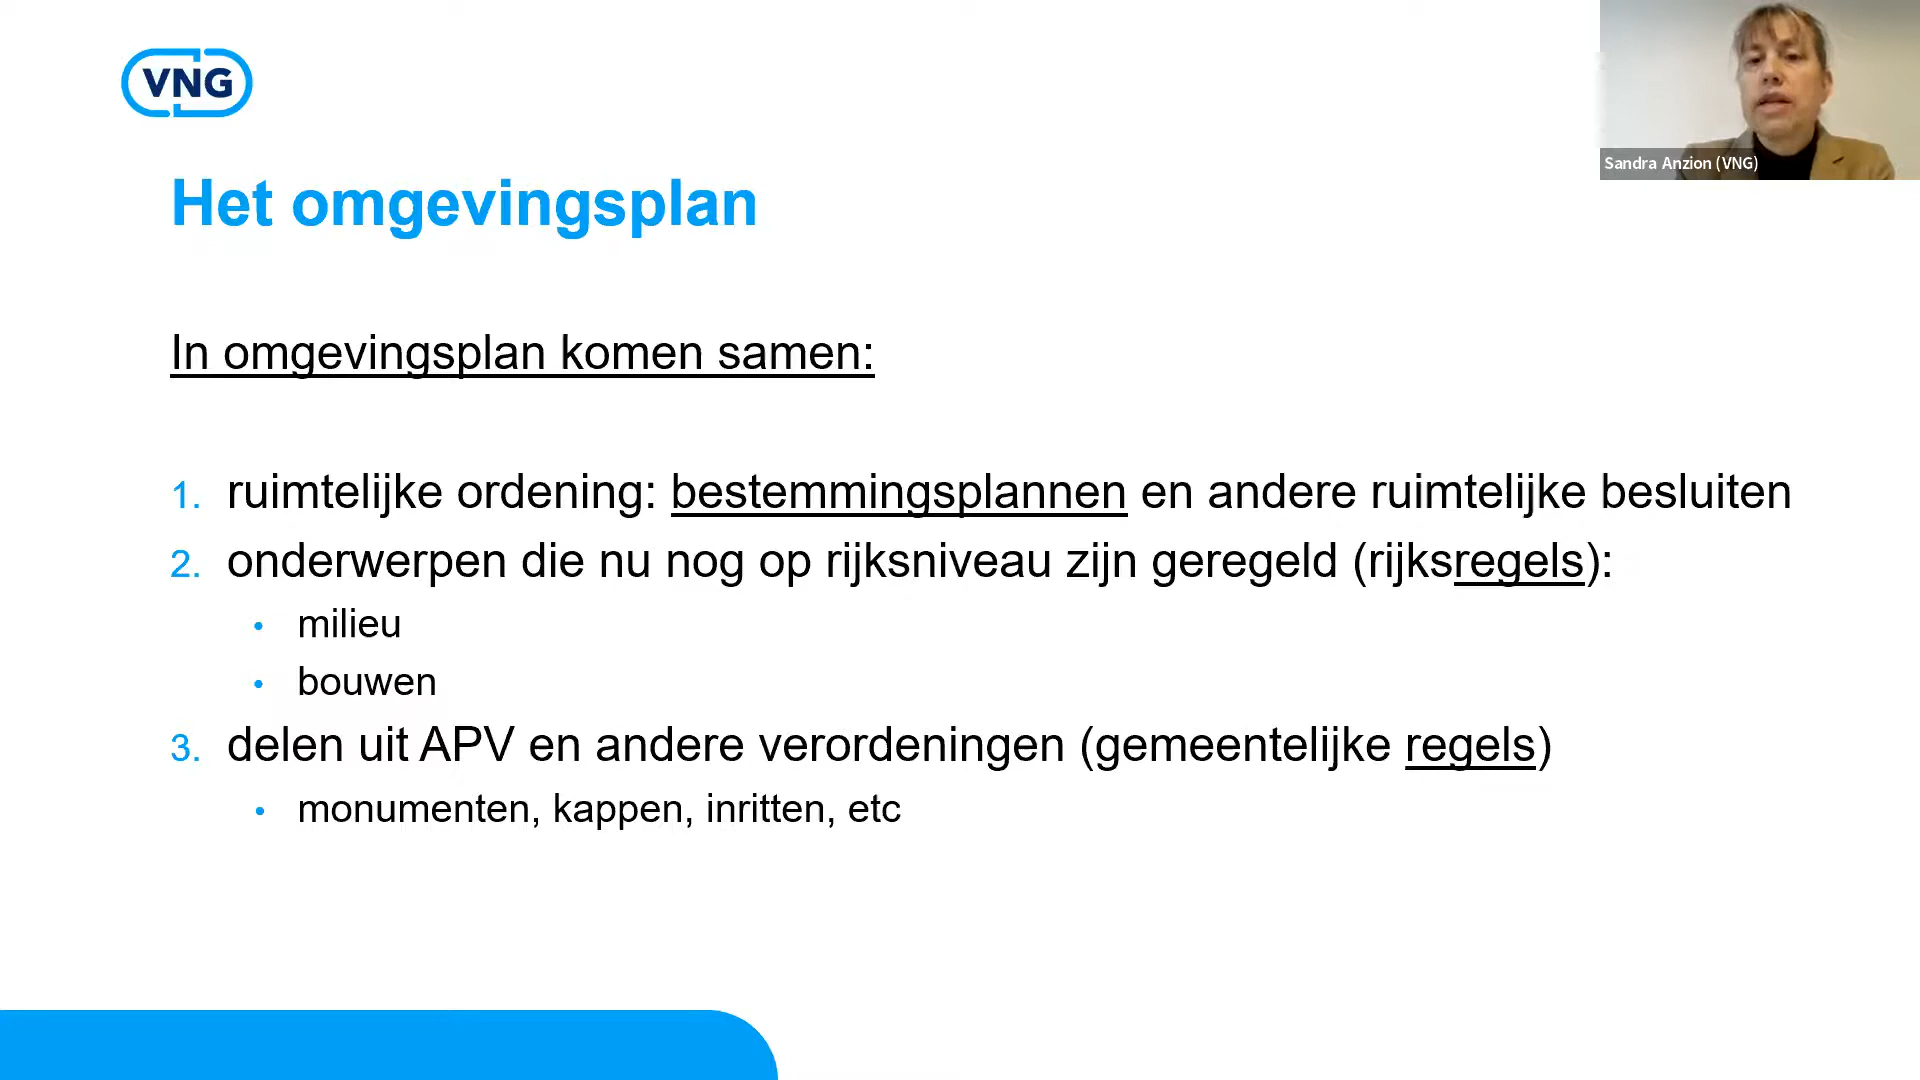 VNG
Sandra Anzion (VNG)
Het omgevingsplan
In omgevingsplan komen samen:
1. ruimtelijke ordening: bestemmingsplannen en andere ruimtelijke besluiten
2. onderwerpen die nu nog op rijksniveau zijn geregeld (rijksregels):
• milieu
• bouwen
3. delen uit APV en andere verordeningen (gemeentelijke regels)
• monumenten, kappen, inritten, etc